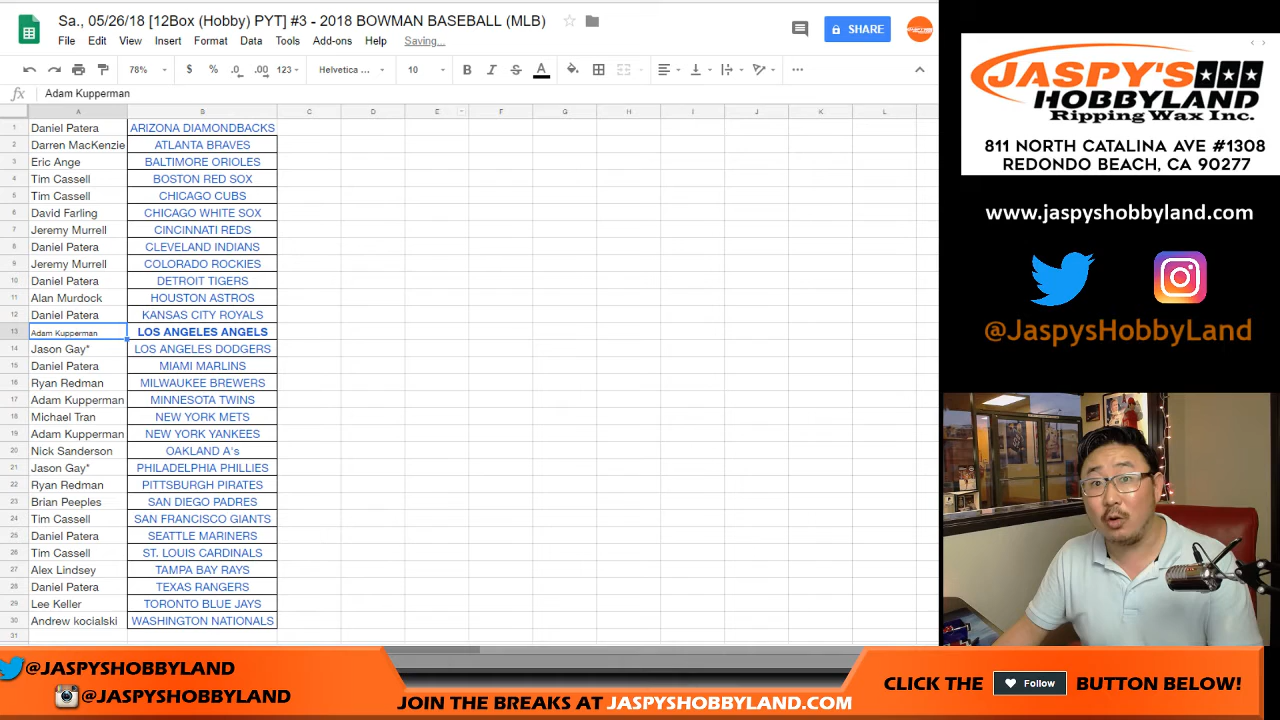 Sa., 05/26/18 [12Box (Hobby) PYT] #3 - 2018 BOWMAN BASEBALL (MLB)
File Edit View Insert Format Data Tools Add-ons Help Saving...
SHARE
78% $ % .0 .00 123 Helvetica ... 10 B I S A
fx Adam Kupperman
A B C D E F G H I J K L
1 Daniel Patera ARIZONA DIAMONDBACKS
2 Darren MacKenzie ATLANTA BRAVES
3 Eric Ange BALTIMORE ORIOLES
4 Tim Cassell BOSTON RED SOX
5 Tim Cassell CHICAGO CUBS
6 David Farling CHICAGO WHITE SOX
7 Jeremy Murrell CINCINNATI REDS
8 Daniel Patera CLEVELAND INDIANS
9 Jeremy Murrell COLORADO ROCKIES
10 Daniel Patera DETROIT TIGERS
11 Alan Murdock HOUSTON ASTROS
12 Daniel Patera KANSAS CITY ROYALS
13 Adam Kupperman LOS ANGELES ANGELS
14 Jason Gay* LOS ANGELES DODGERS
15 Daniel Patera MIAMI MARLINS
16 Ryan Redman MILWAUKEE BREWERS
17 Adam Kupperman MINNESOTA TWINS
18 Michael Tran NEW YORK METS
19 Adam Kupperman NEW YORK YANKEES
20 Nick Sanderson OAKLAND A's
21 Jason Gay* PHILADELPHIA PHILLIES
22 Ryan Redman PITTSBURGH PIRATES
23 Brian Peeples SAN DIEGO PADRES
24 Tim Cassell SAN FRANCISCO GIANTS
25 Daniel Patera SEATTLE MARINERS
26 Tim Cassell ST. LOUIS CARDINALS
27 Alex Lindsey TAMPA BAY RAYS
28 Daniel Patera TEXAS RANGERS
29 Lee Keller TORONTO BLUE JAYS
30 Andrew kocialski WASHINGTON NATIONALS
31
JASPY'S
HOBBYLAND
Ripping Wax Inc.
811 NORTH CATALINA AVE #1308
REDONDO BEACH, CA 90277
www.jaspyshobbyland.com
@JaspysHobbyLand
@JASPYSHOBBYLAND
@JASPYSHOBBYLAND
JOIN THE BREAKS AT JASPYSHOBBYLAND.COM
CLICK THE Follow BUTTON BELOW!